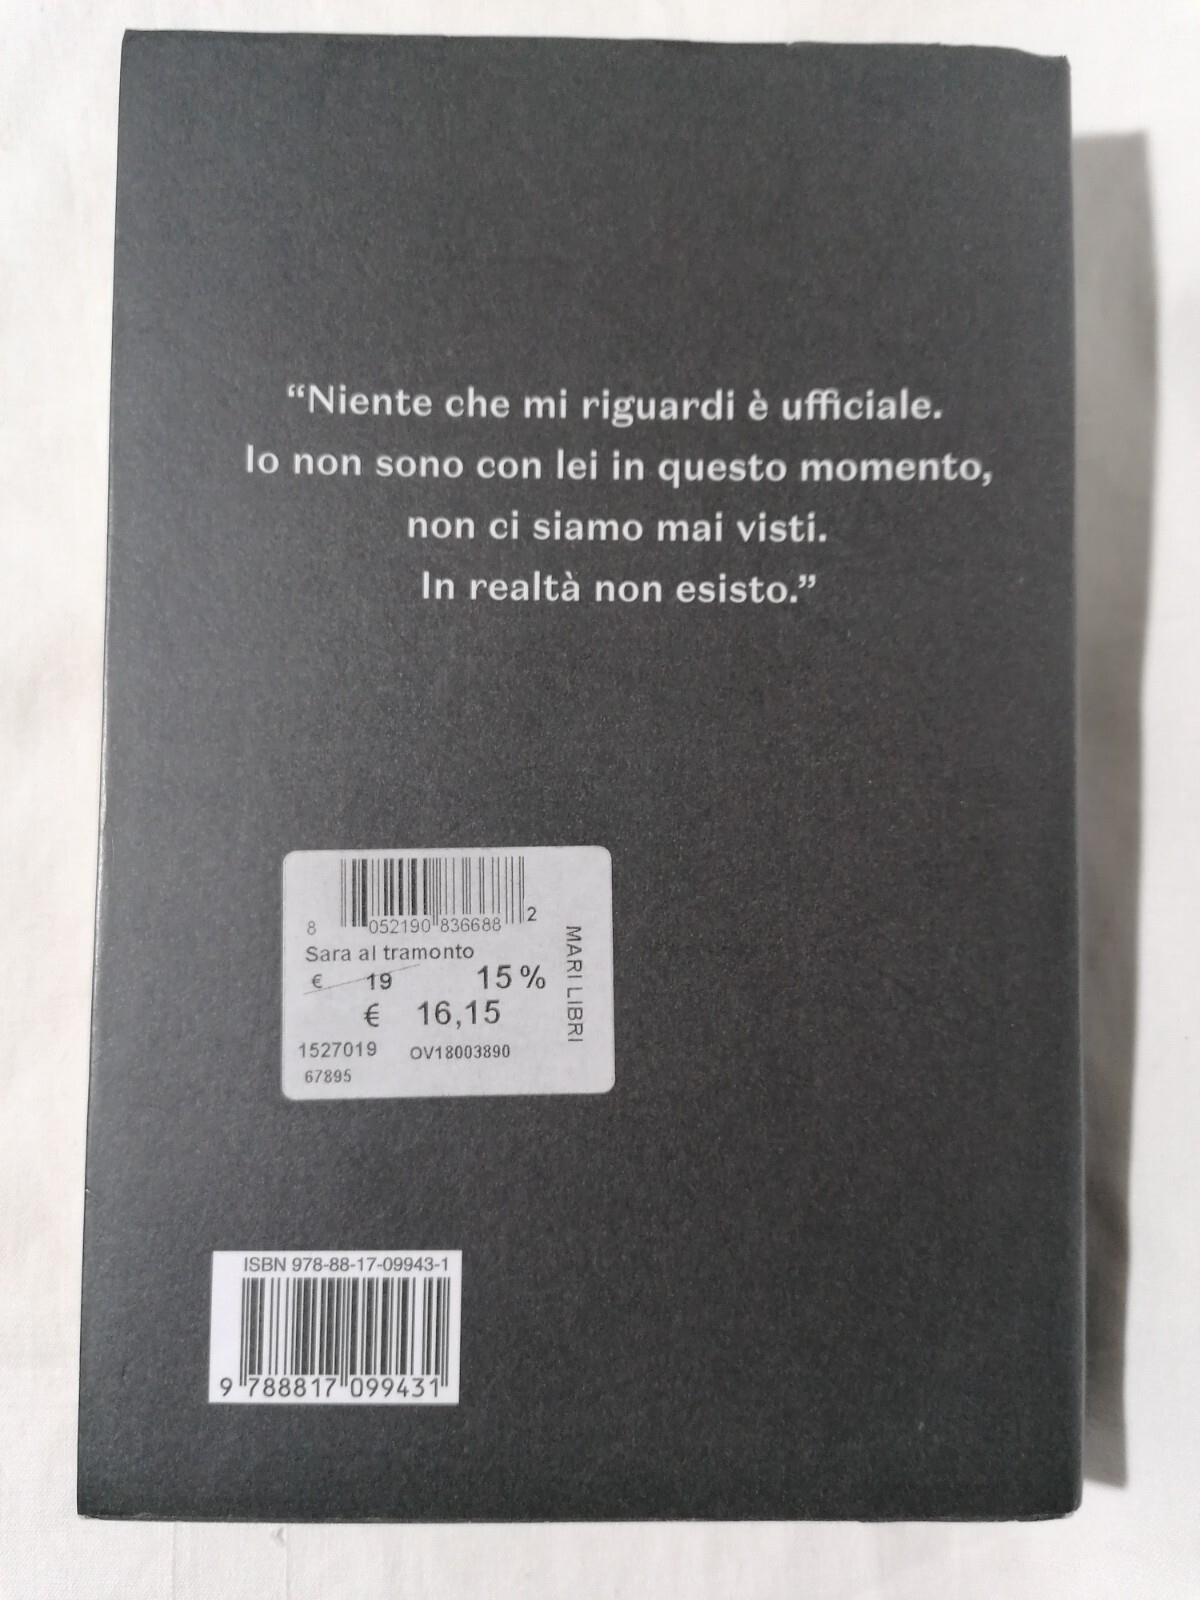 “Niente che mi riguardi è ufficiale.
Io non sono con lei in questo momento,
non ci siamo mai visti.
In realtà non esisto.”
8 052190 836688 2
Sara al tramonto
€ 19 15%
€ 16,15
1527019 OV18003890
67895
MARI LIBRI
ISBN 978-88-17-09943-1
9 788817 099431